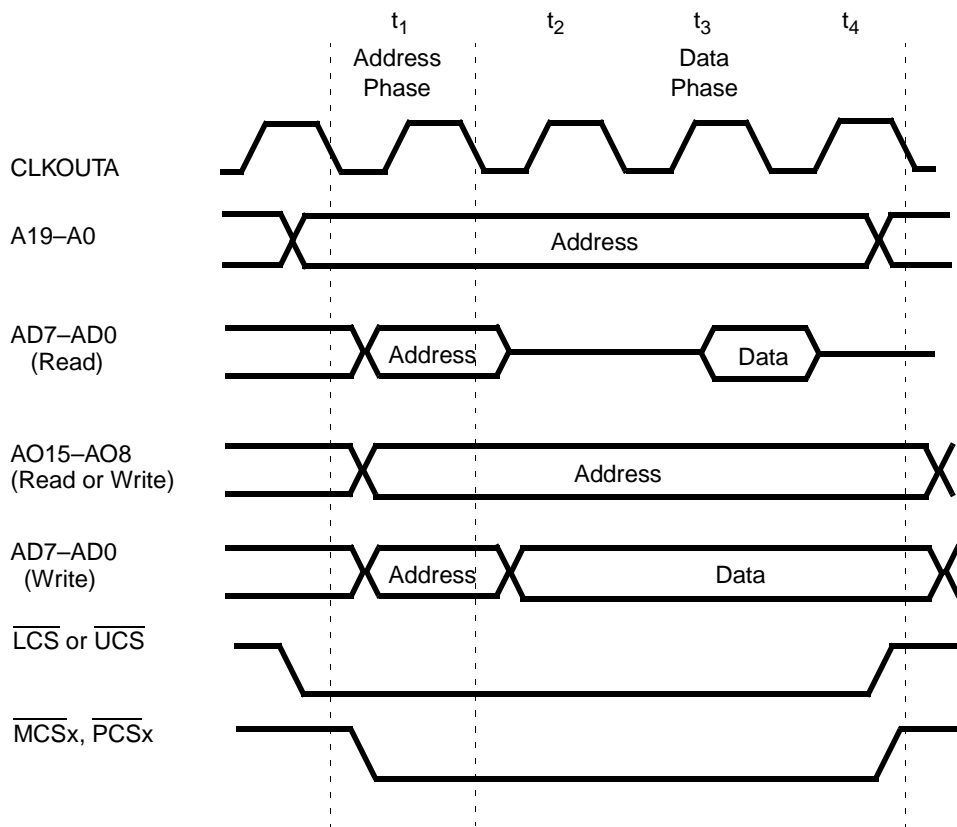 t1 t2 t3 t4
Address Phase
Data Phase
CLKOUTA
A19–A0
Address
AD7–AD0
(Read)
Address
Data
AO15–AO8
(Read or Write)
Address
AD7–AD0
(Write)
Address
Data
LCS or UCS
MCSx, PCSx